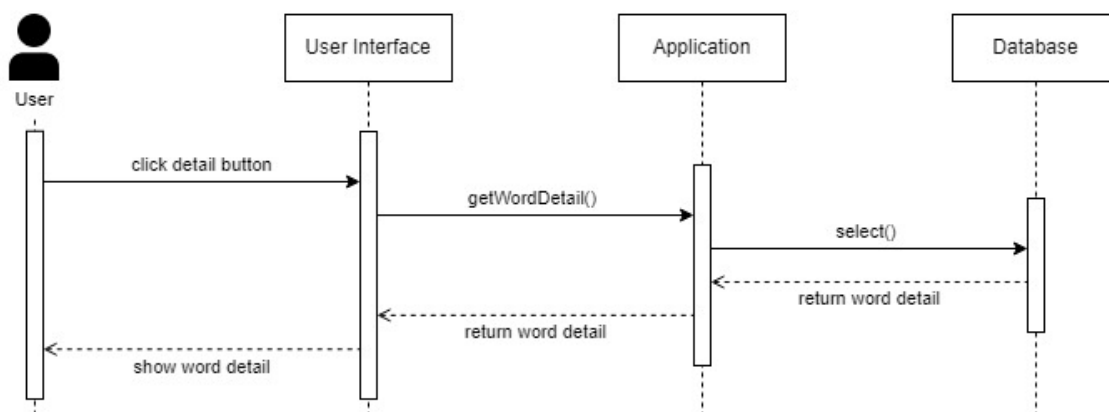 User Interface
Application
Database
User
click detail button
getWordDetail()
select()
return word detail
return word detail
show word detail